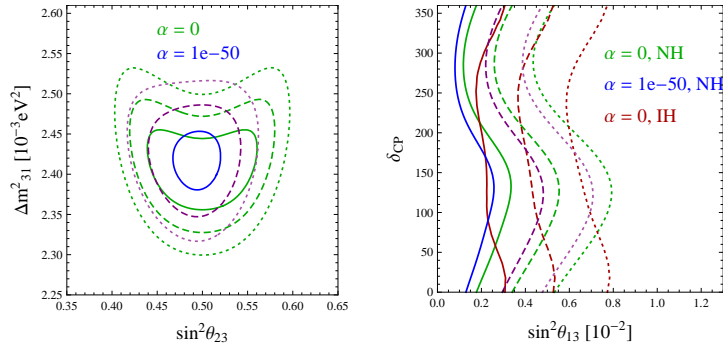 α = 0
α = 1e−50
2.60
2.55
2.50
2.45
2.40
2.35
2.30
2.25
Δm²₃₁ [10⁻³eV²]
0.35 0.40 0.45 0.50 0.55 0.60 0.65
sin²θ₂₃
α = 0, NH
α = 1e−50, NH
α = 0, IH
350
300
250
200
150
100
50
0
δCP
0.0 0.2 0.4 0.6 0.8 1.0 1.2
sin²θ₁₃ [10⁻²]